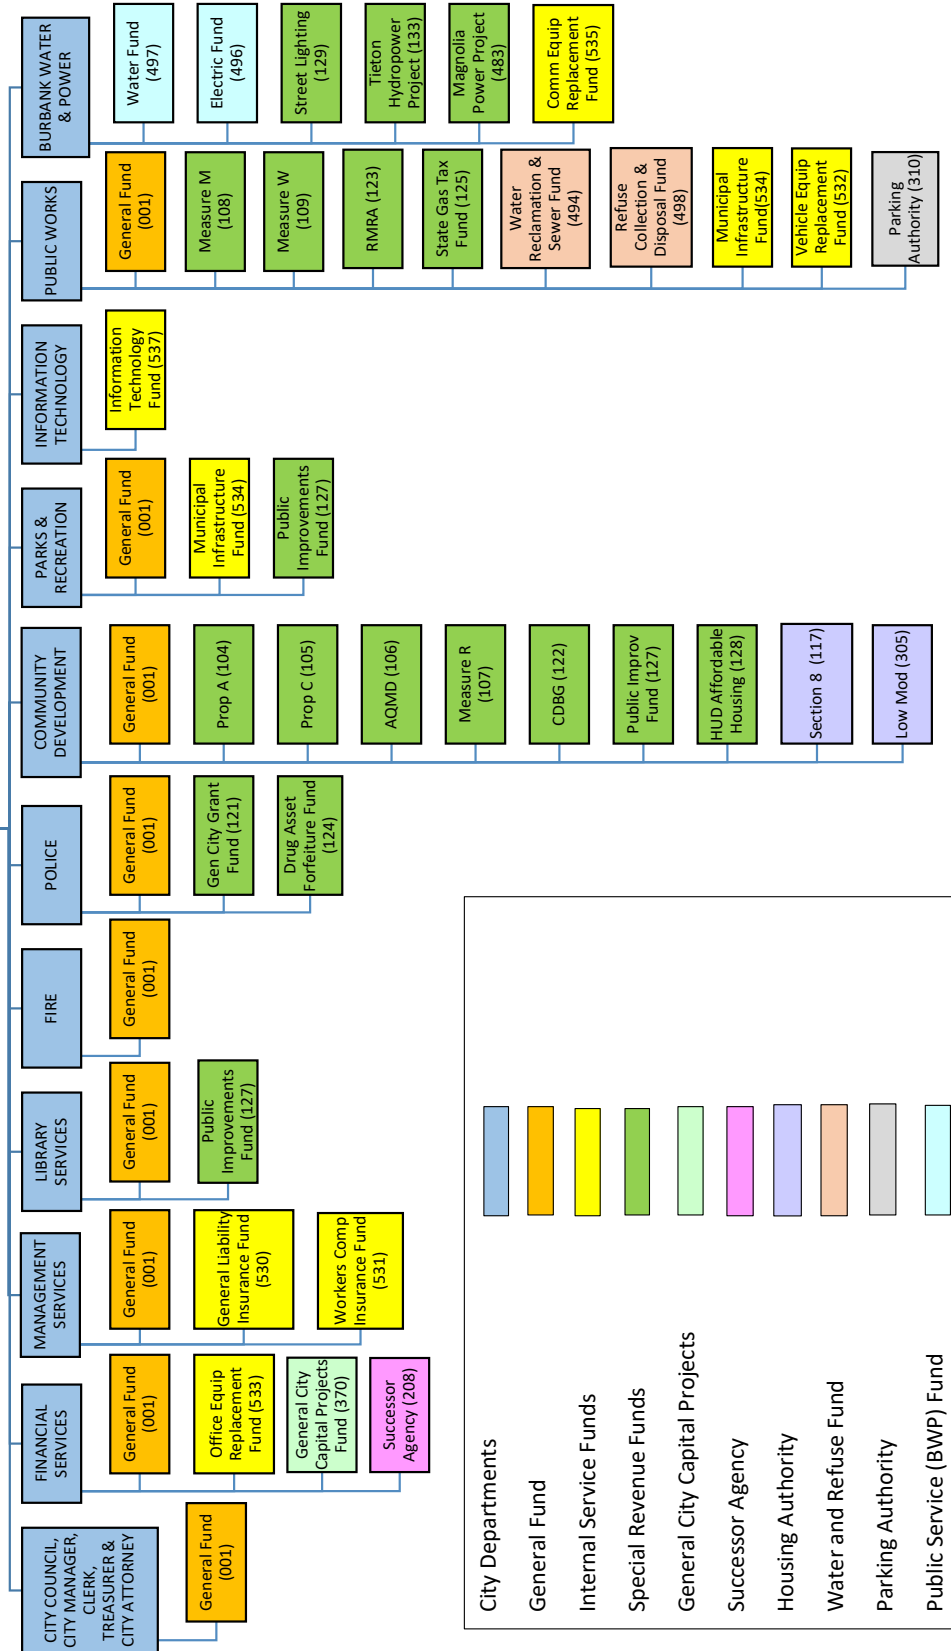 CITY COUNCIL,
CITY MANAGER,
CLERK,
TREASURER &
CITY ATTORNEY
General Fund
(001)
FINANCIAL
SERVICES
General Fund
(001)
Office Equip
Replacement
Fund (533)
General City
Capital Projects
Fund (370)
Successor
Agency (208)
MANAGEMENT
SERVICES
General Fund
(001)
General Liability
Insurance Fund
(530)
Workers Comp
Insurance Fund
(531)
LIBRARY
SERVICES
General Fund
(001)
Public
Improvements
Fund (127)
FIRE
General Fund
(001)
POLICE
General Fund
(001)
Gen City Grant
Fund (121)
Drug Asset
Forfeiture Fund
(124)
COMMUNITY
DEVELOPMENT
General Fund
(001)
Prop A (104)
Prop C (105)
AQMD (106)
Measure R
(107)
CDBG (122)
Public Improv
Fund (127)
HUD Affordable
Housing (128)
Section 8 (117)
Low Mod (305)
PARKS &
RECREATION
General Fund
(001)
Municipal
Infrastructure
Fund (534)
Public
Improvements
Fund (127)
INFORMATION
TECHNOLOGY
Information
Technology
Fund (537)
PUBLIC WORKS
General Fund
(001)
Measure M
(108)
Measure W
(109)
RMRA (123)
State Gas Tax
Fund (125)
Water
Reclamation &
Sewer Fund
(494)
Refuse
Collection &
Disposal Fund
(498)
Municipal
Infrastructure
Fund(534)
Vehicle Equip
Replacement
Fund (532)
Parking
Authority (310)
BURBANK WATER
& POWER
Water Fund
(497)
Electric Fund
(496)
Street Lighting
(129)
Tieton
Hydropower
Project (133)
Magnolia
Power Project
(483)
Comm Equip
Replacement
Fund (535)
City Departments
General Fund
Internal Service Funds
Special Revenue Funds
General City Capital Projects
Successor Agency
Housing Authority
Water and Refuse Fund
Parking Authority
Public Service (BWP) Fund